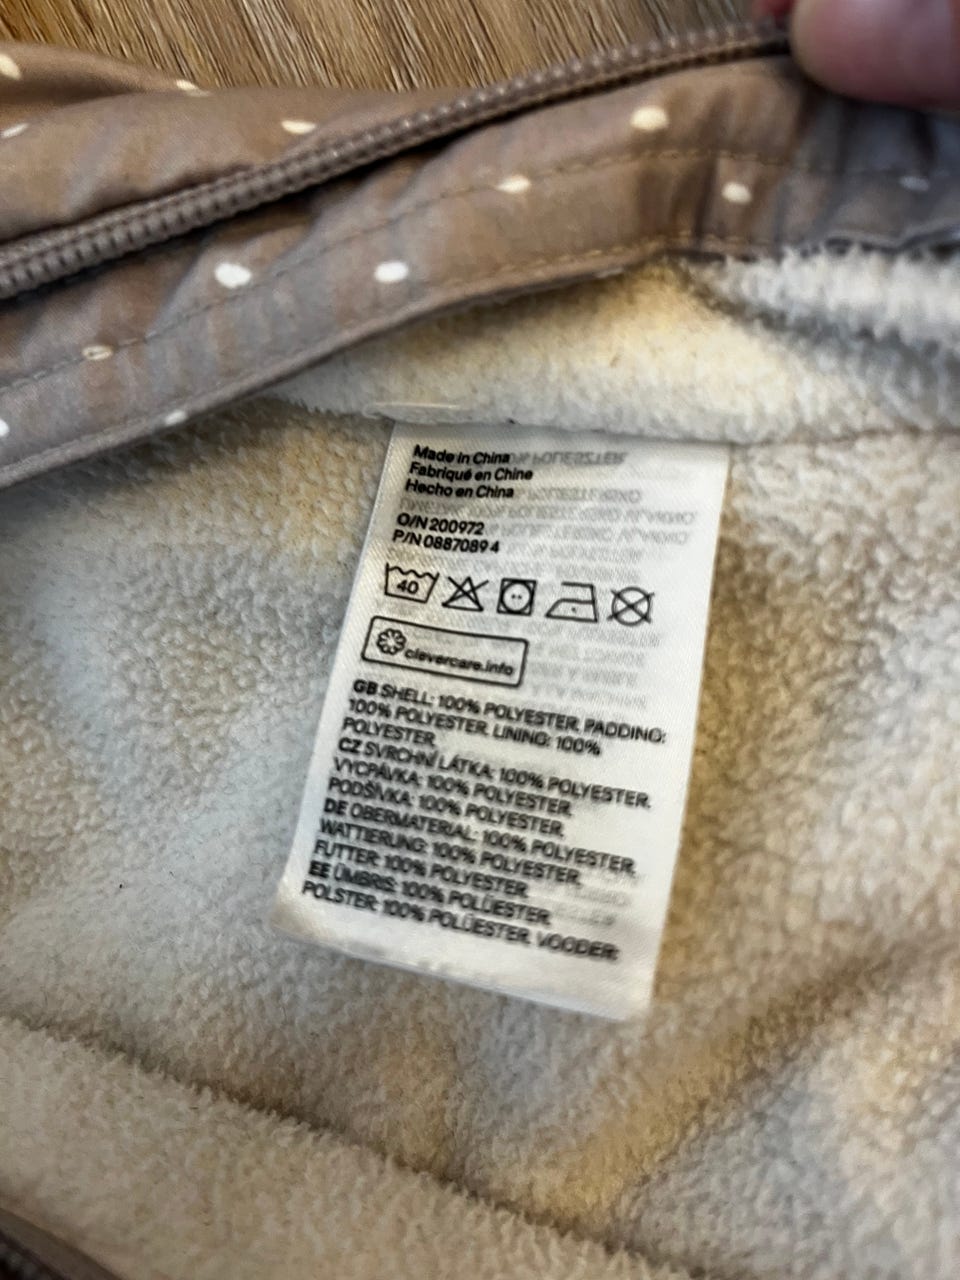 Made in China
Fabriqué en Chine
Hecho en China
O/N 200972
P/N 0887089 4
40
clevercare.info
GB SHELL: 100% POLYESTER. PADDING:
100% POLYESTER. LINING: 100%
POLYESTER.
CZ SVRCHNÍ LÁTKA: 100% POLYESTER.
VYCPÁVKA: 100% POLYESTER.
PODŠÍVKA: 100% POLYESTER.
DE OBERMATERIAL: 100% POLYESTER.
WATTIERUNG: 100% POLYESTER.
FUTTER: 100% POLYESTER.
EE ÜMBRIS: 100% POLÜESTER.
POLSTER: 100% POLÜESTER. VOODER: